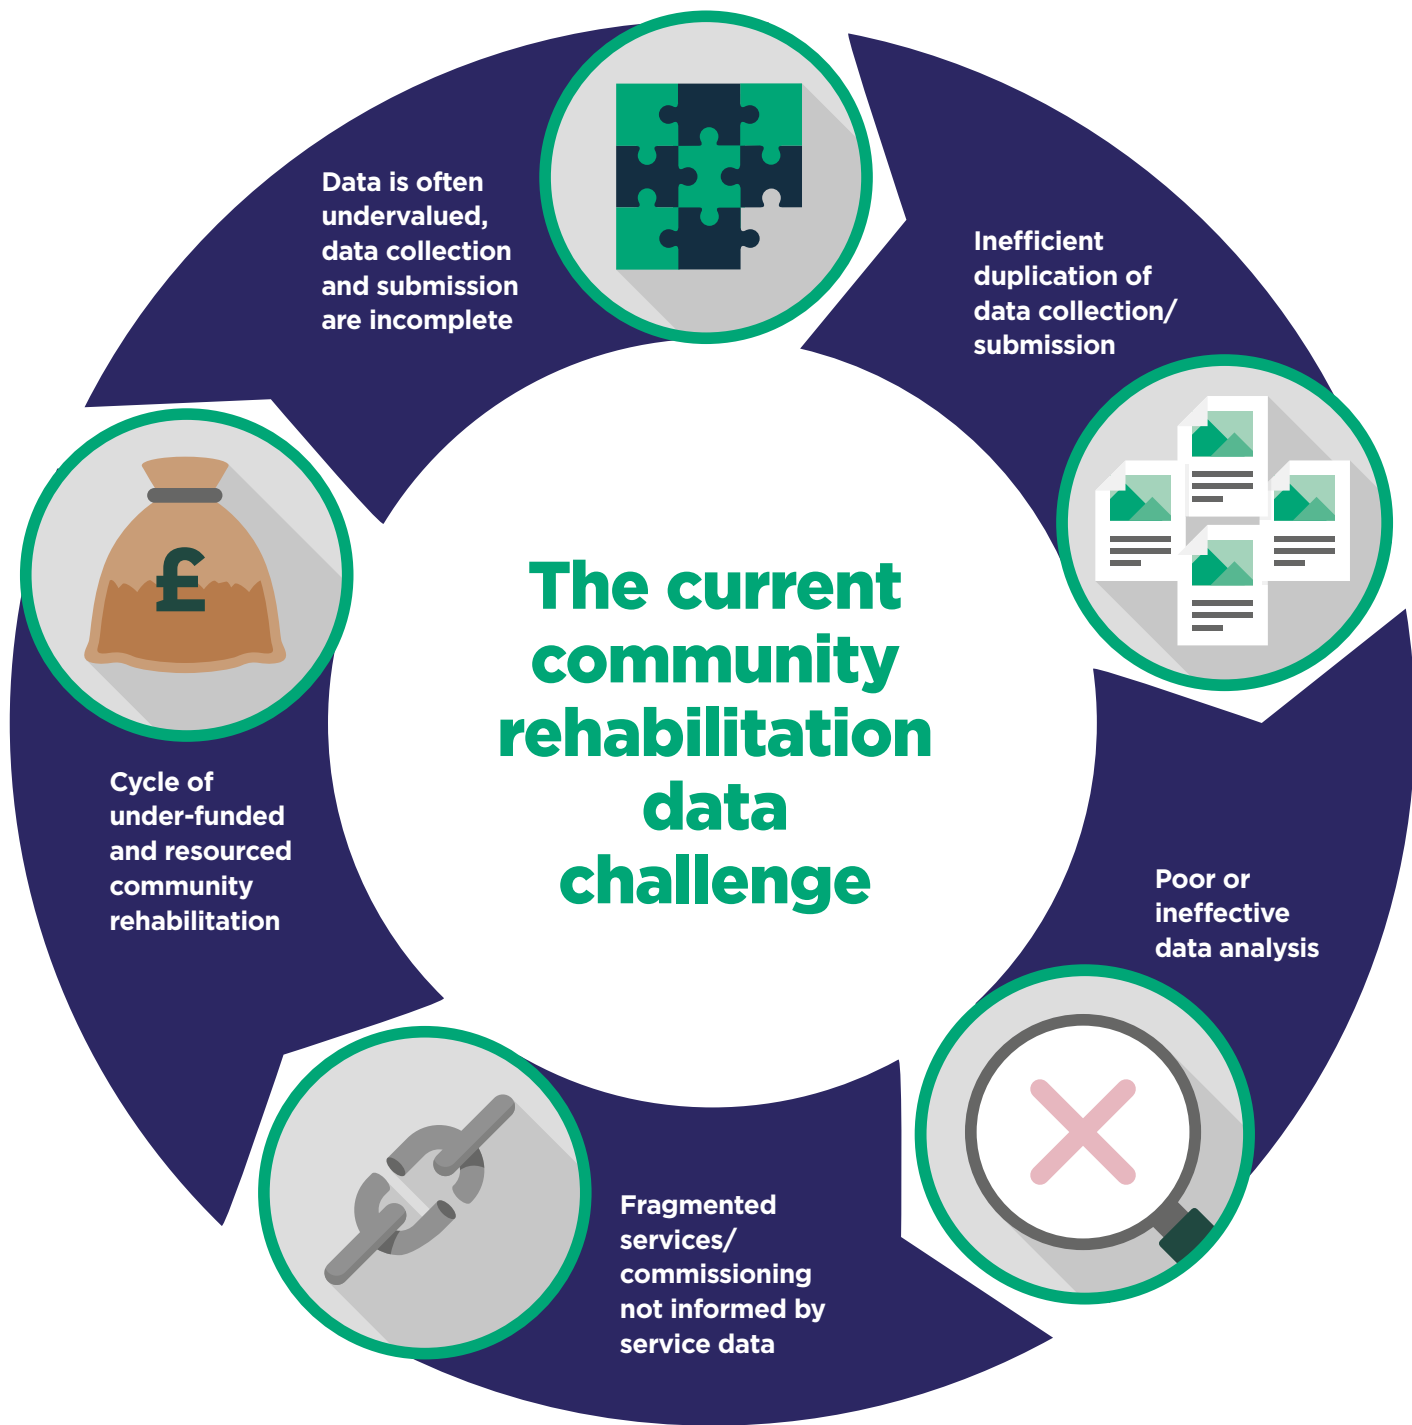 Data is often
undervalued,
data collection
and submission
are incomplete
Inefficient
duplication of
data collection/
submission
£
The current
community
rehabilitation
data
challenge
Cycle of
under-funded
and resourced
community
rehabilitation
Poor or
ineffective
data analysis
Fragmented
services/
commissioning
not informed by
service data